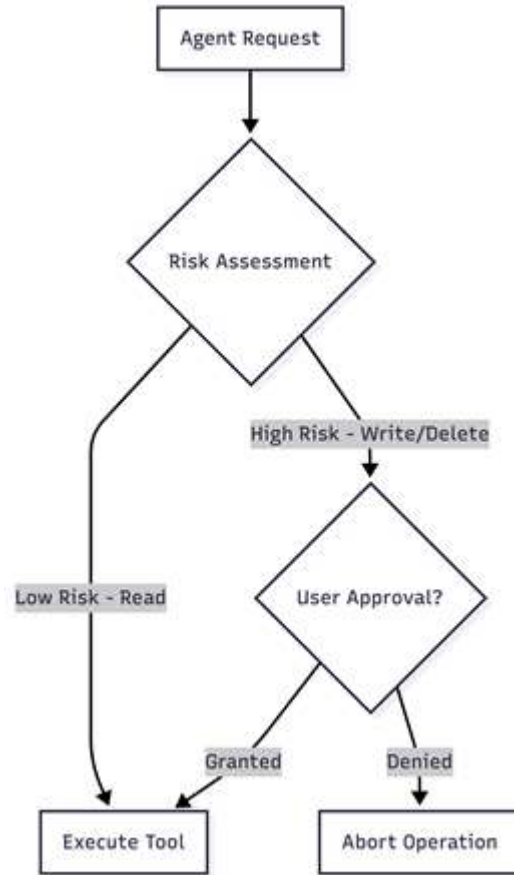 Agent Request
Risk Assessment
High Risk - Write/Delete
Low Risk - Read
User Approval?
Granted
Denied
Execute Tool
Abort Operation